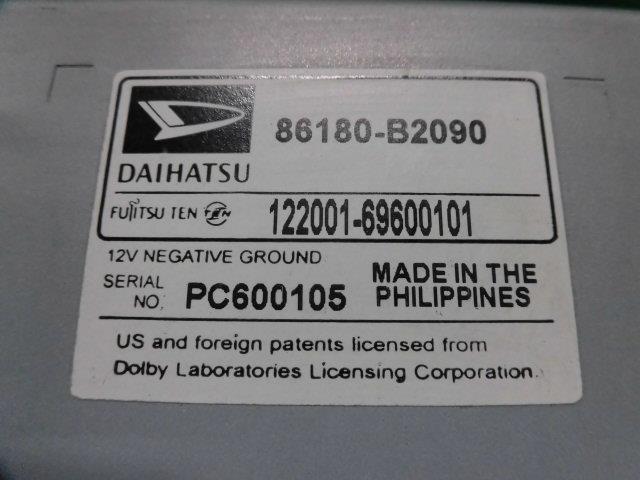 86180-B2090
DAIHATSU
FUJITSU TEN TEN 122001-69600101
12V NEGATIVE GROUND
SERIAL NO. PC600105
MADE IN THE
PHILIPPINES
US and foreign patents licensed from
Dolby Laboratories Licensing Corporation.